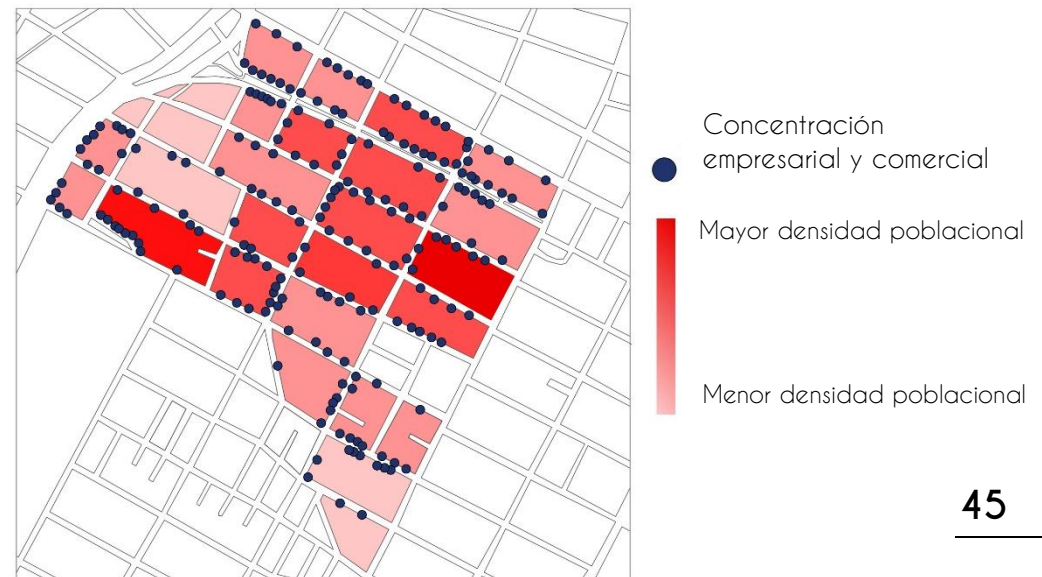 Concentración
empresarial y comercial
Mayor densidad poblacional
Menor densidad poblacional
45